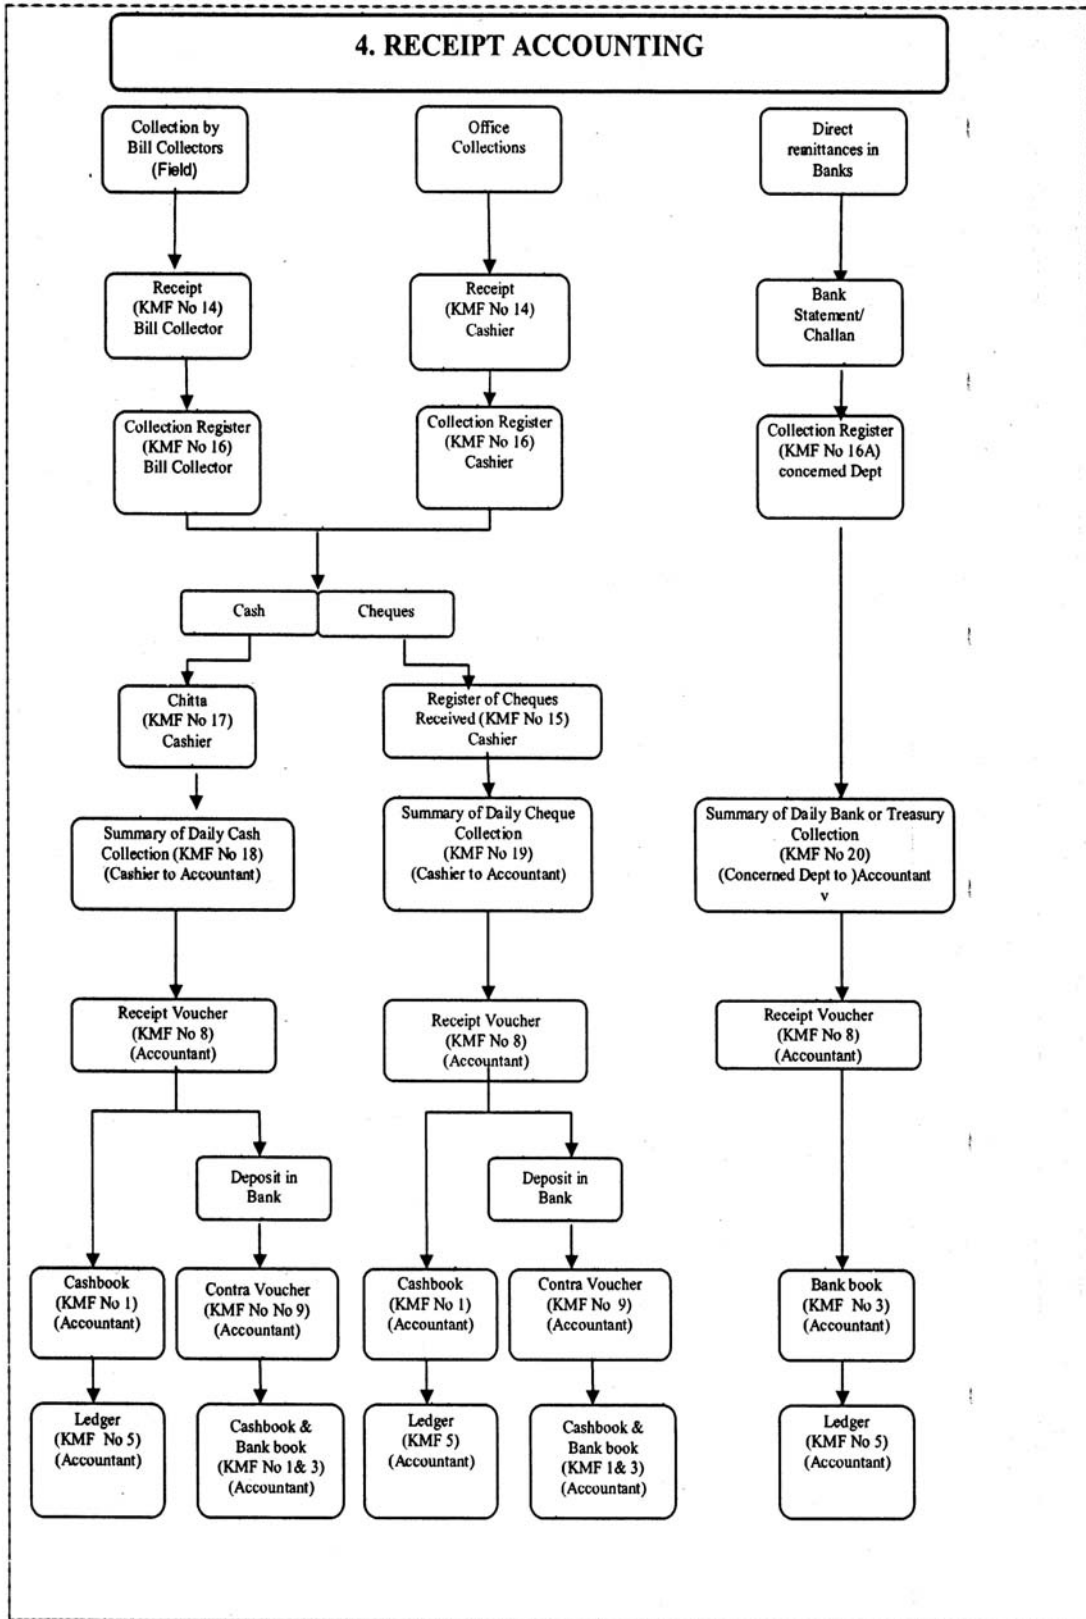 4. RECEIPT ACCOUNTING
Collection by
Bill Collectors
(Field)
Office
Collections
Direct
remittances in
Banks
Receipt
(KMF No 14)
Bill Collector
Receipt
(KMF No 14)
Cashier
Bank
Statement/
Challan
Collection Register
(KMF No 16)
Bill Collector
Collection Register
(KMF No 16)
Cashier
Collection Register
(KMF No 16A)
concerned Dept
Cash
Cheques
Chitta
(KMF No 17)
Cashier
Register of Cheques
Received (KMF No 15)
Cashier
Summary of Daily Cash
Collection (KMF No 18)
(Cashier to Accountant)
Summary of Daily Cheque
Collection
(KMF No 19)
(Cashier to Accountant)
Summary of Daily Bank or Treasury
Collection
(KMF No 20)
(Concerned Dept to )Accountant
v
Receipt Voucher
(KMF No 8)
(Accountant)
Receipt Voucher
(KMF No 8)
(Accountant)
Receipt Voucher
(KMF No 8)
(Accountant)
Deposit in
Bank
Deposit in
Bank
Cashbook
(KMF No 1)
(Accountant)
Contra Voucher
(KMF No No 9)
(Accountant)
Cashbook
(KMF No 1)
(Accountant)
Contra Voucher
(KMF No 9)
(Accountant)
Bank book
(KMF No 3)
(Accountant)
Ledger
(KMF No 5)
(Accountant)
Cashbook &
Bank book
(KMF No 1& 3)
(Accountant)
Ledger
(KMF 5)
(Accountant)
Cashbook &
Bank book
(KMF 1& 3)
(Accountant)
Ledger
(KMF No 5)
(Accountant)